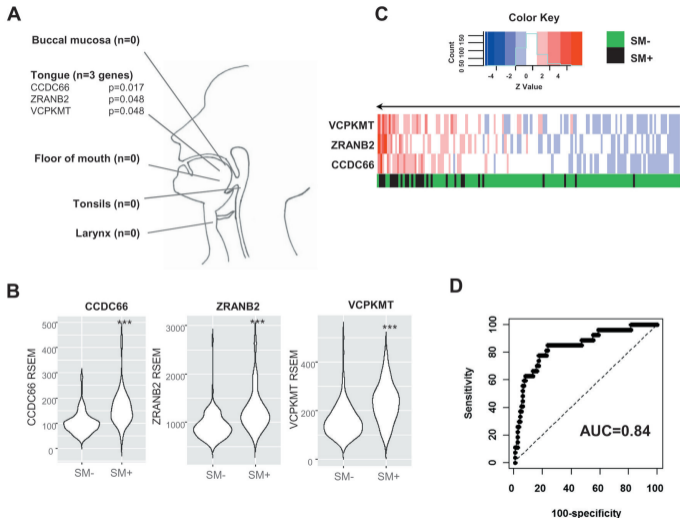 A
Buccal mucosa (n=0)
Tongue (n=3 genes)
CCDC66 p=0.017
ZRANB2 p=0.048
VCPKMT p=0.048
Floor of mouth (n=0)
Tonsils (n=0)
Larynx (n=0)
B
CCDC66
CCDC66 RSEM
500
400
300
200
100
0
***
SM- SM+
ZRANB2
ZRANB2 RSEM
3000
2000
1000
***
SM- SM+
VCPKMT
VCPKMT RSEM
400
200
0
***
SM- SM+
C
Color Key
Count
0 50 100 150
-4 -2 0 2 4
Z Value
SM-
SM+
VCPKMT
ZRANB2
CCDC66
D
Sensitivity
100
80
60
40
20
0
AUC=0.84
0 20 40 60 80 100
100-specificity